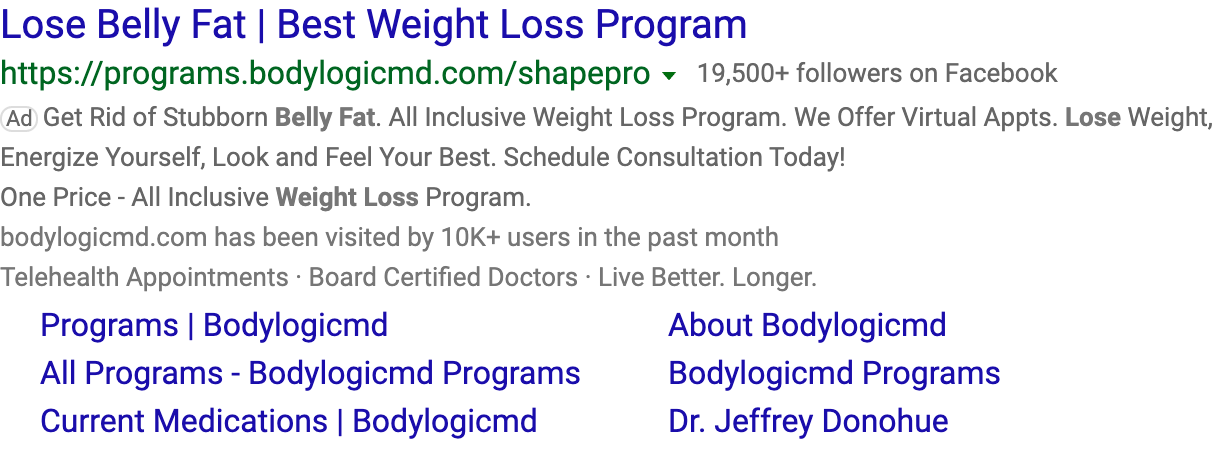 Lose Belly Fat | Best Weight Loss Program
https://programs.bodylogicmd.com/shapepro 19,500+ followers on Facebook
Ad Get Rid of Stubborn Belly Fat. All Inclusive Weight Loss Program. We Offer Virtual Appts. Lose Weight,
Energize Yourself, Look and Feel Your Best. Schedule Consultation Today!
One Price - All Inclusive Weight Loss Program.
bodylogicmd.com has been visited by 10K+ users in the past month
Telehealth Appointments · Board Certified Doctors · Live Better. Longer.
Programs | Bodylogicmd
About Bodylogicmd
All Programs - Bodylogicmd Programs
Bodylogicmd Programs
Current Medications | Bodylogicmd
Dr. Jeffrey Donohue